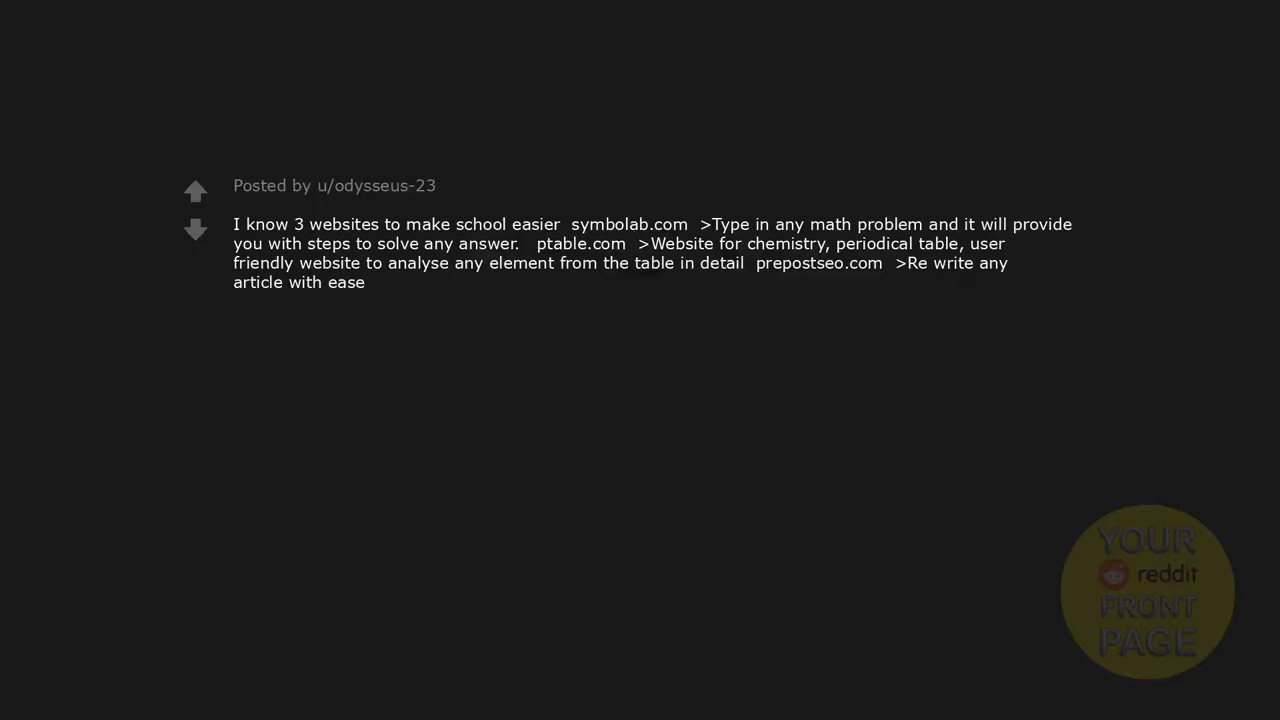 Posted by u/odysseus-23
I know 3 websites to make school easier  symbolab.com  >Type in any math problem and it will provide
you with steps to solve any answer.   ptable.com  >Website for chemistry, periodical table, user
friendly website to analyse any element from the table in detail  prepostseo.com  >Re write any
article with ease
YOUR
reddit
FRONT
PAGE